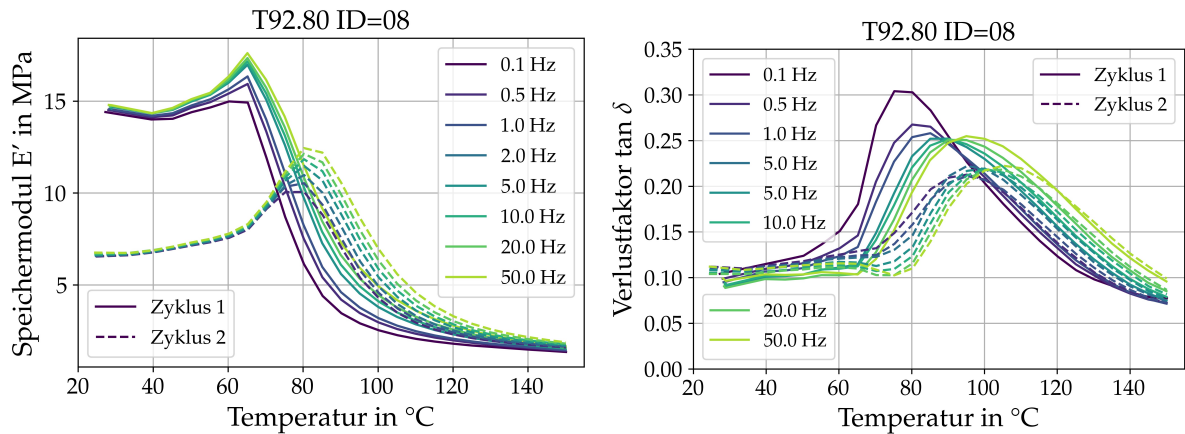 T92.80 ID=08
Speichermodul E′ in MPa
15
10
5
0.1 Hz
0.5 Hz
1.0 Hz
2.0 Hz
5.0 Hz
10.0 Hz
20.0 Hz
50.0 Hz
Zyklus 1
Zyklus 2
20 40 60 80 100 120 140
Temperatur in °C
T92.80 ID=08
Verlustfaktor tan δ
0.35
0.30
0.25
0.20
0.15
0.10
0.05
0.00
0.1 Hz
0.5 Hz
1.0 Hz
5.0 Hz
5.0 Hz
10.0 Hz
20.0 Hz
50.0 Hz
Zyklus 1
Zyklus 2
20 40 60 80 100 120 140
Temperatur in °C